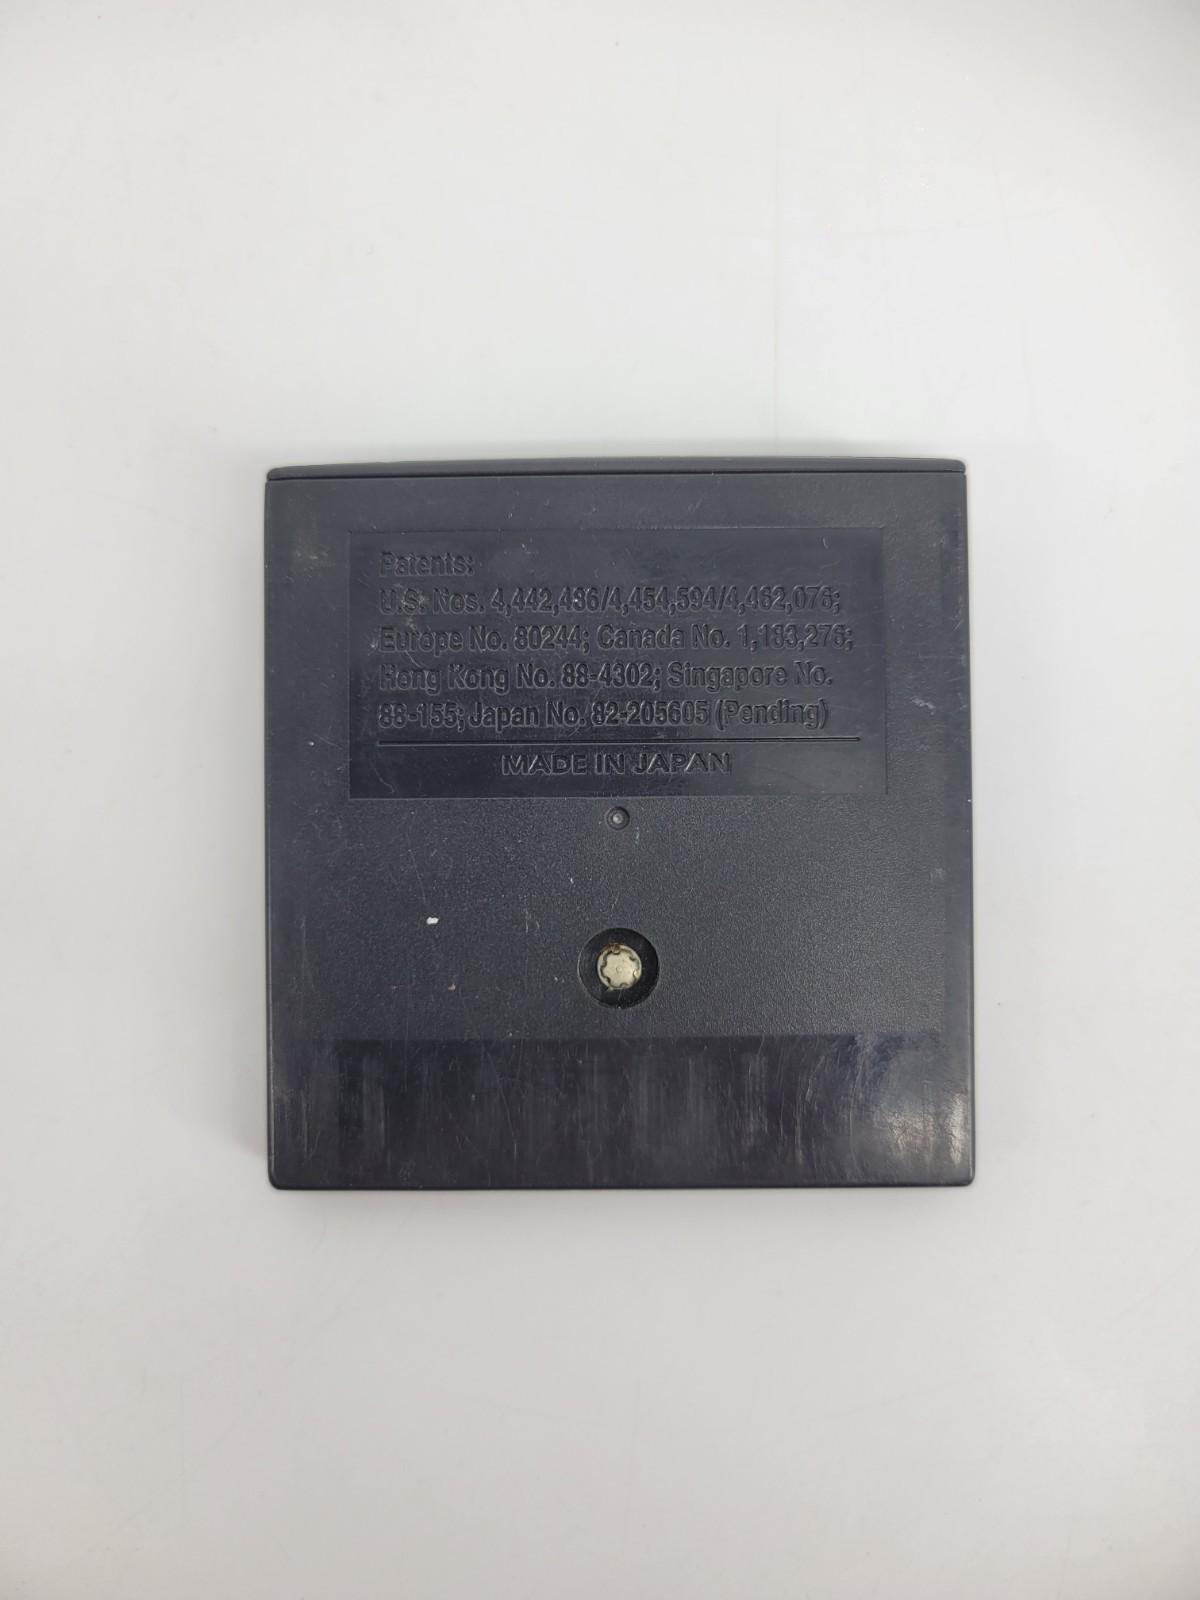 Patents:
U.S. Nos. 4,442,486/4,454,594/4,462,076;
Europe No. 80244; Canada No. 1,183,276;
Hong Kong No. 88-4302; Singapore No.
88-155; Japan No. 82-205605 (Pending)
MADE IN JAPAN